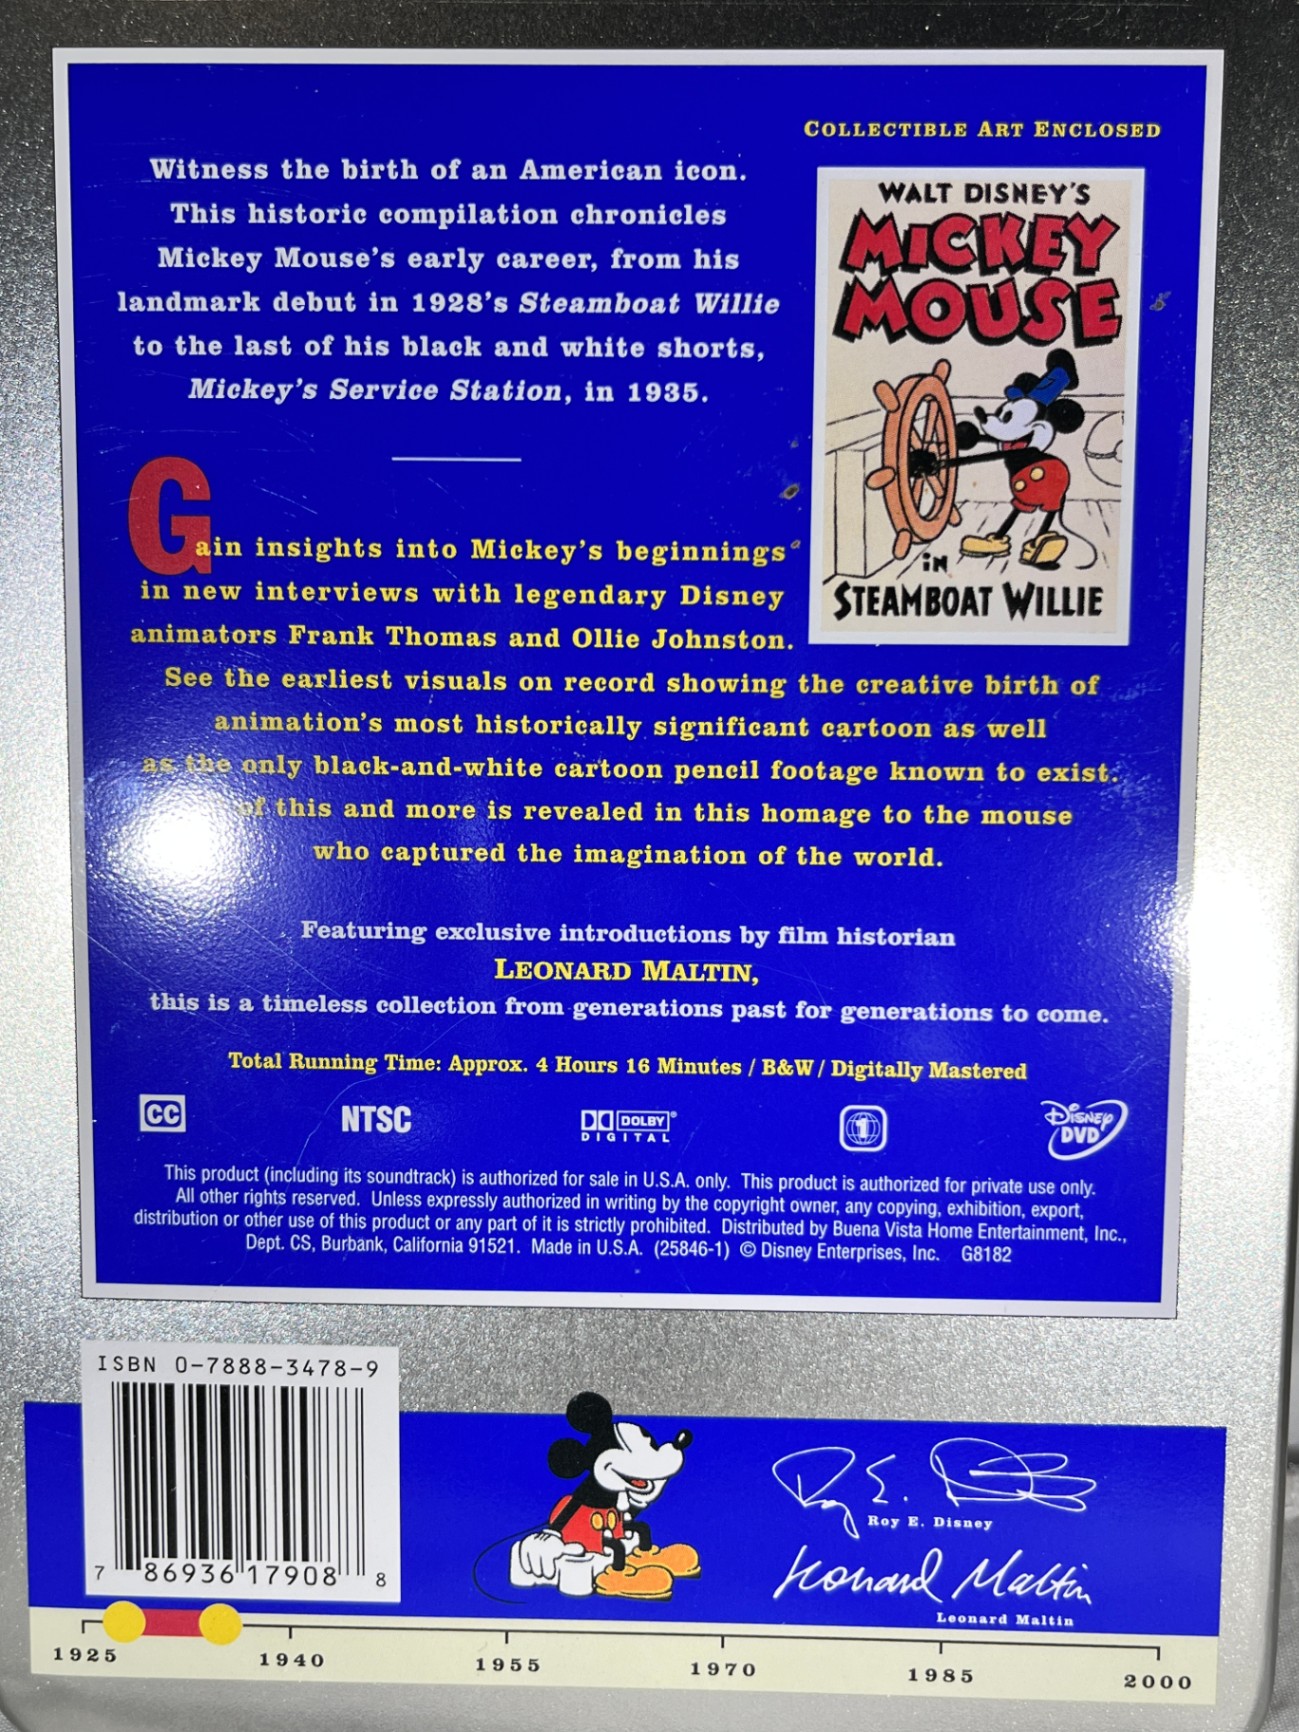 COLLECTIBLE ART ENCLOSED
Witness the birth of an American icon.
This historic compilation chronicles
Mickey Mouse's early career, from his
landmark debut in 1928's Steamboat Willie
to the last of his black and white shorts,
Mickey's Service Station, in 1935.
WALT DISNEY'S
MICKEY
MOUSE
IN
STEAMBOAT WILLIE
Gain insights into Mickey's beginnings
in new interviews with legendary Disney
animators Frank Thomas and Ollie Johnston.
See the earliest visuals on record showing the creative birth of
animation's most historically significant cartoon as well
as the only black-and-white cartoon pencil footage known to exist.
of this and more is revealed in this homage to the mouse
who captured the imagination of the world.
Featuring exclusive introductions by film historian
LEONARD MALTIN,
this is a timeless collection from generations past for generations to come.
Total Running Time: Approx. 4 Hours 16 Minutes / B&W / Digitally Mastered
CC NTSC DOLBY DIGITAL 1 DISNEY DVD
This product (including its soundtrack) is authorized for sale in U.S.A. only. This product is authorized for private use only.
All other rights reserved. Unless expressly authorized in writing by the copyright owner, any copying, exhibition, export,
distribution or other use of this product or any part of it is strictly prohibited. Distributed by Buena Vista Home Entertainment, Inc.,
Dept. CS, Burbank, California 91521. Made in U.S.A. (25846-1) © Disney Enterprises, Inc. G8182
ISBN 0-7888-3478-9
7 86936 17908 8
Roy E. Disney
Roy E. Disney
Leonard Maltin
Leonard Maltin
1925 1940 1955 1970 1985 2000